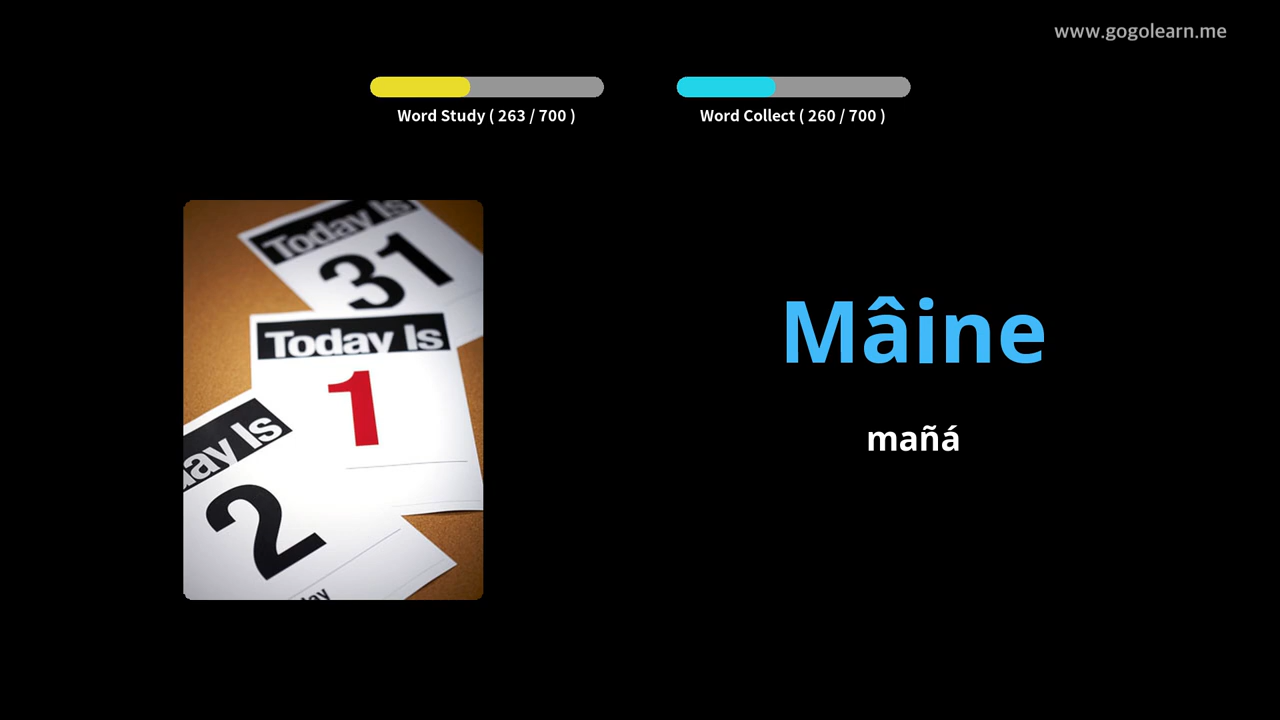 www.gogolearn.me
Word Study ( 263 / 700 )
Word Collect ( 260 / 700 )
Today Is
31
Today Is
1
ay Is
2
ay
Mâine
mañá